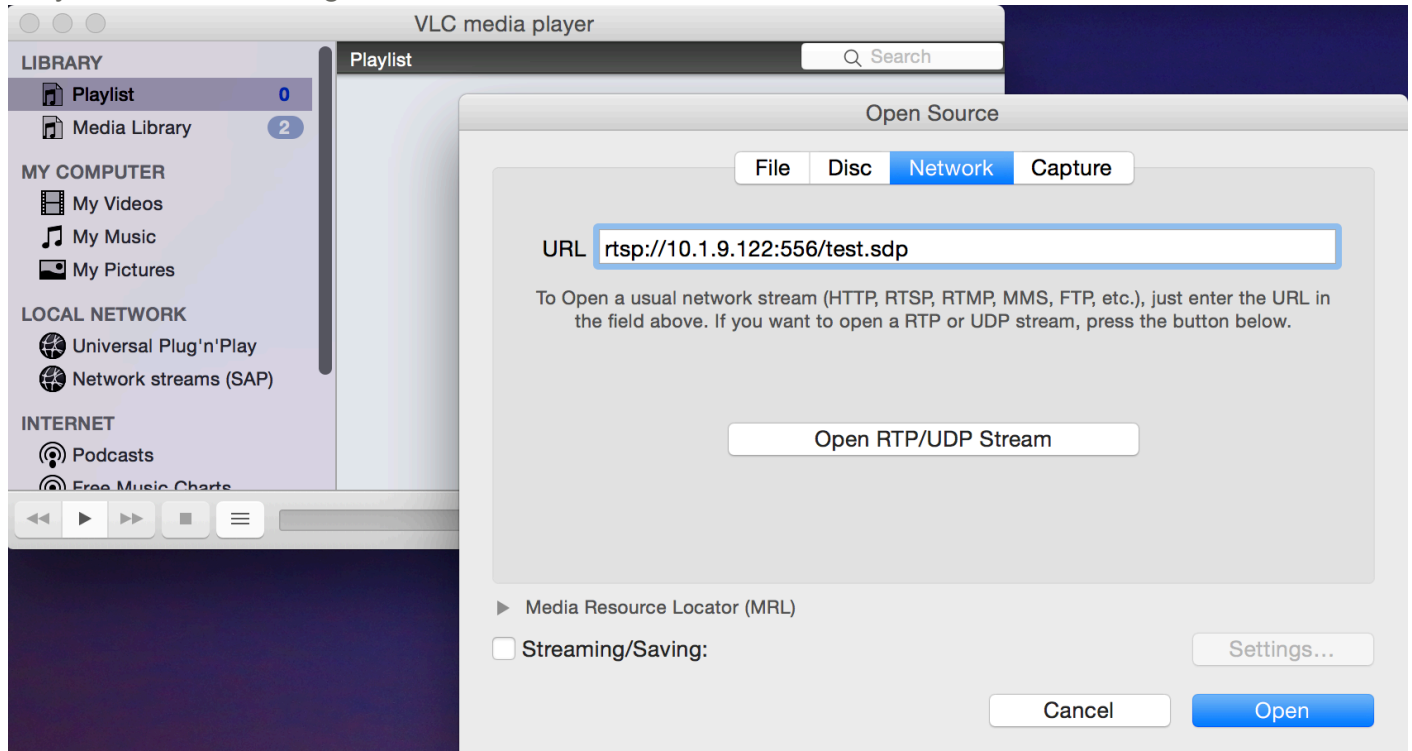 VLC media player
LIBRARY
Playlist 0
Media Library 2
MY COMPUTER
My Videos
My Music
My Pictures
LOCAL NETWORK
Universal Plug'n'Play
Network streams (SAP)
INTERNET
Podcasts
Free Music Charts
Playlist
Search
Open Source
File Disc Network Capture
URL rtsp://10.1.9.122:556/test.sdp
To Open a usual network stream (HTTP, RTSP, RTMP, MMS, FTP, etc.), just enter the URL in
the field above. If you want to open a RTP or UDP stream, press the button below.
Open RTP/UDP Stream
Media Resource Locator (MRL)
Streaming/Saving:
Settings...
Cancel
Open